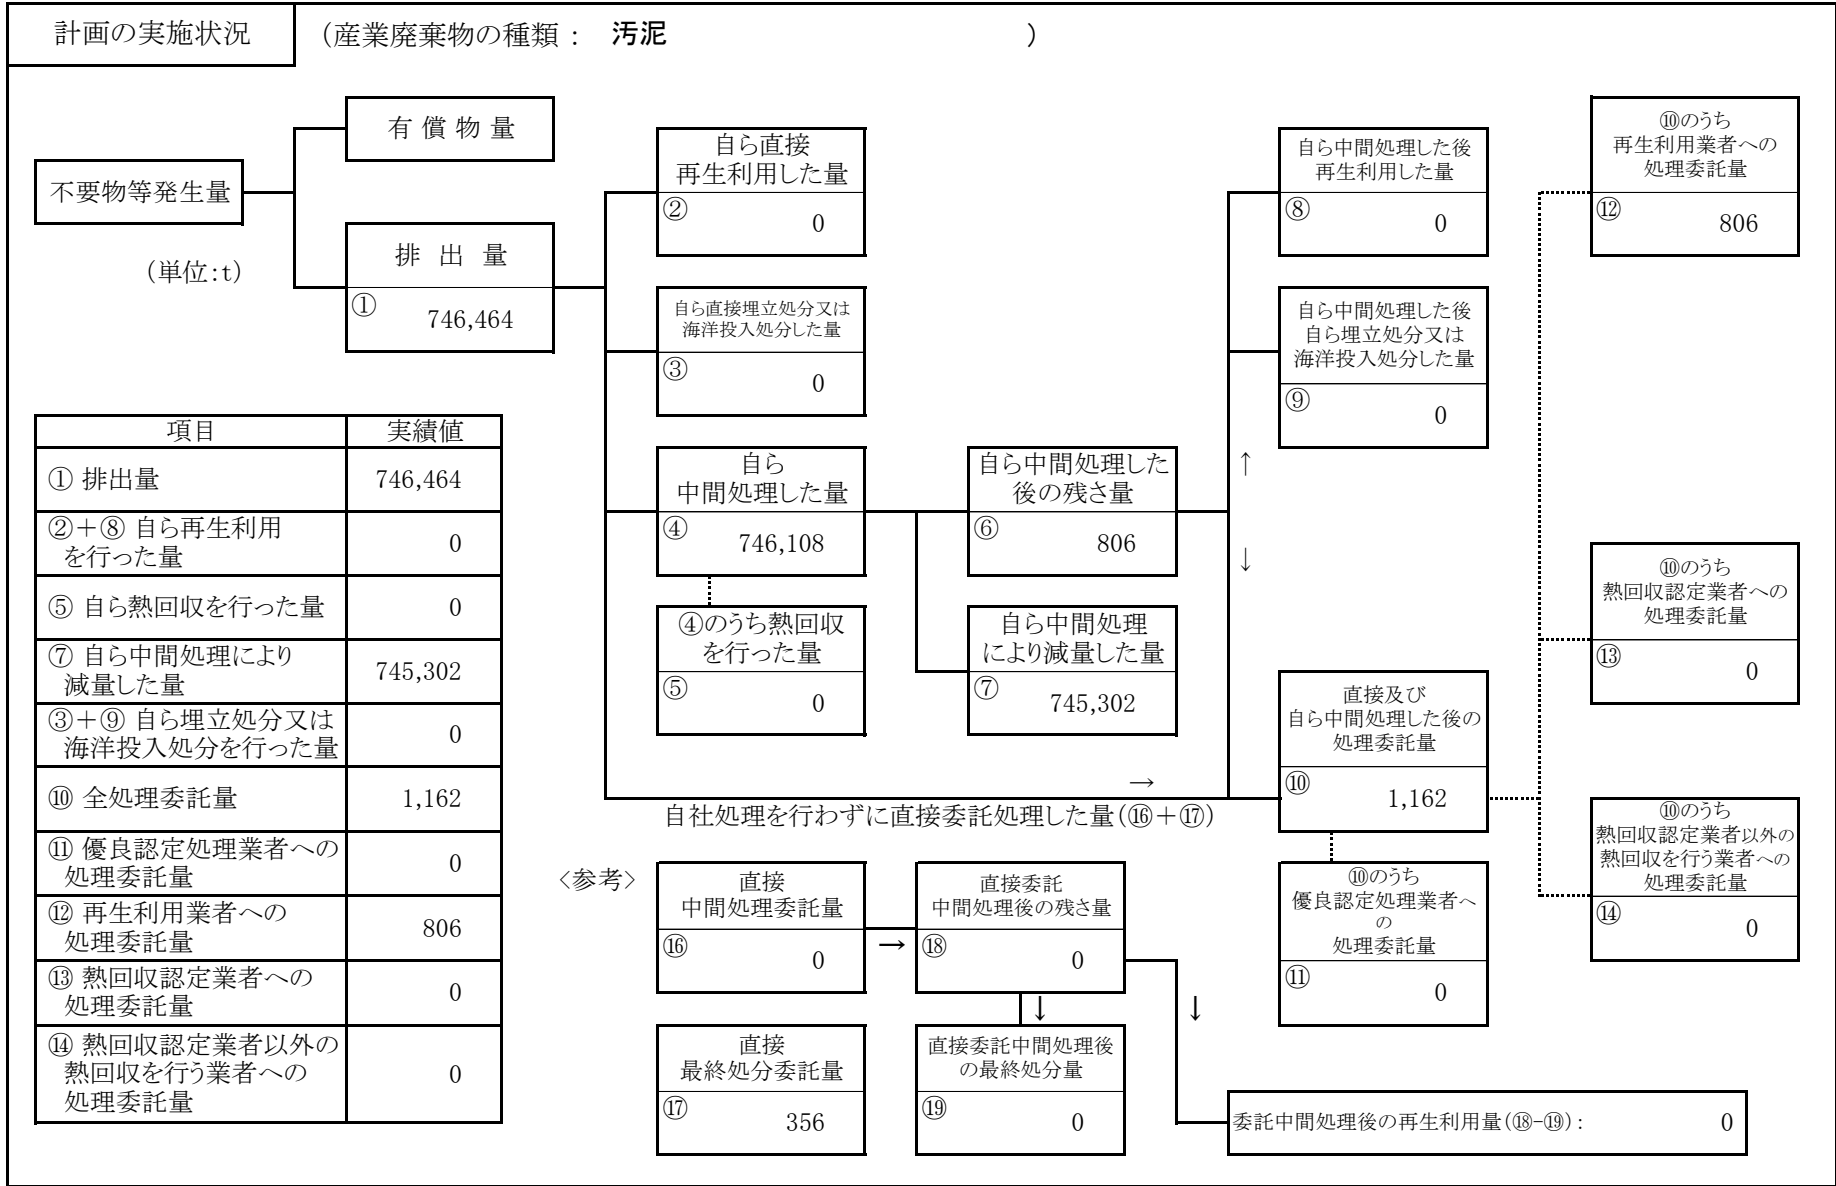 計画の実施状況
（産業廃棄物の種類： 汚泥 ）
不要物等発生量
（単位:t）
有償物量
排出量
① 746,464
自ら直接
再生利用した量
② 0
自ら直接埋立処分又は
海洋投入処分した量
③ 0
自ら
中間処理した量
④ 746,108
④のうち熱回収
を行った量
⑤ 0
自ら中間処理した
後の残さ量
⑥ 806
自ら中間処理
により減量した量
⑦ 745,302
自ら中間処理した後
再生利用した量
⑧ 0
自ら中間処理した後
自ら埋立処分又は
海洋投入処分した量
⑨ 0
↑
↓
直接及び
自ら中間処理した後の
処理委託量
⑩ 1,162
⑩のうち
優良認定処理業者へ
の
処理委託量
⑪ 0
⑩のうち
再生利用業者への
処理委託量
⑫ 806
⑩のうち
熱回収認定業者への
処理委託量
⑬ 0
⑩のうち
熱回収認定業者以外の
熱回収を行う業者への
処理委託量
⑭ 0
→
自社処理を行わずに直接委託処理した量（⑯＋⑰）
項目 実績値
① 排出量 746,464
②＋⑧ 自ら再生利用
を行った量 0
⑤ 自ら熱回収を行った量 0
⑦ 自ら中間処理により
減量した量 745,302
③＋⑨ 自ら埋立処分又は
海洋投入処分を行った量 0
⑩ 全処理委託量 1,162
⑪ 優良認定処理業者への
処理委託量 0
⑫ 再生利用業者への
処理委託量 806
⑬ 熱回収認定業者への
処理委託量 0
⑭ 熱回収認定業者以外の
熱回収を行う業者への
処理委託量 0
〈参考〉
直接
中間処理委託量
⑯ 0
→
直接委託
中間処理後の残さ量
⑱ 0
↓
↓
直接
最終処分委託量
⑰ 356
直接委託中間処理後
の最終処分量
⑲ 0
委託中間処理後の再生利用量（⑱-⑲）： 0